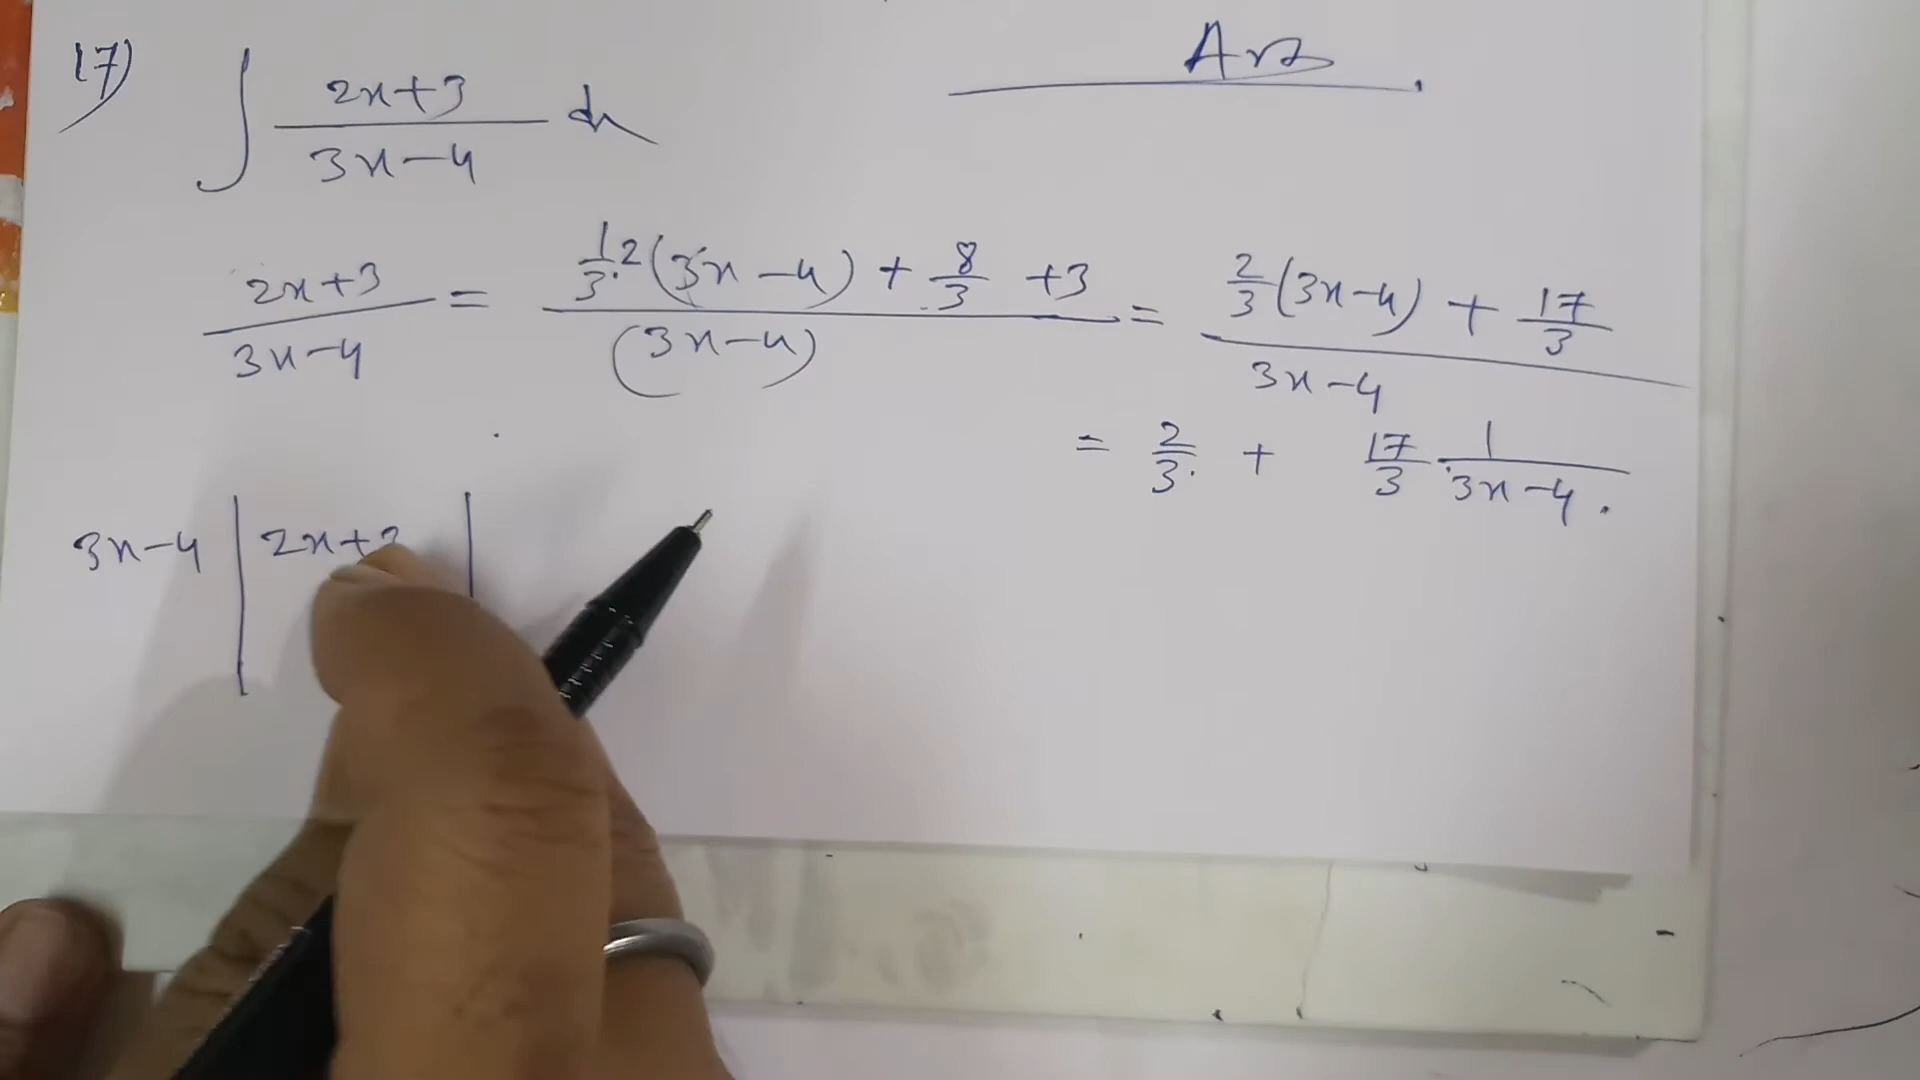 Ans
17) ∫ (2x+3)/(3x-4) dx
(2x+3)/(3x-4) = (1/3·2(3x-4) + 8/3 + 3)/(3x-4) = (2/3(3x-4) + 17/3)/(3x-4)
= 2/3 + 17/3 1/(3x-4).
3x-4 | 2x+3 |